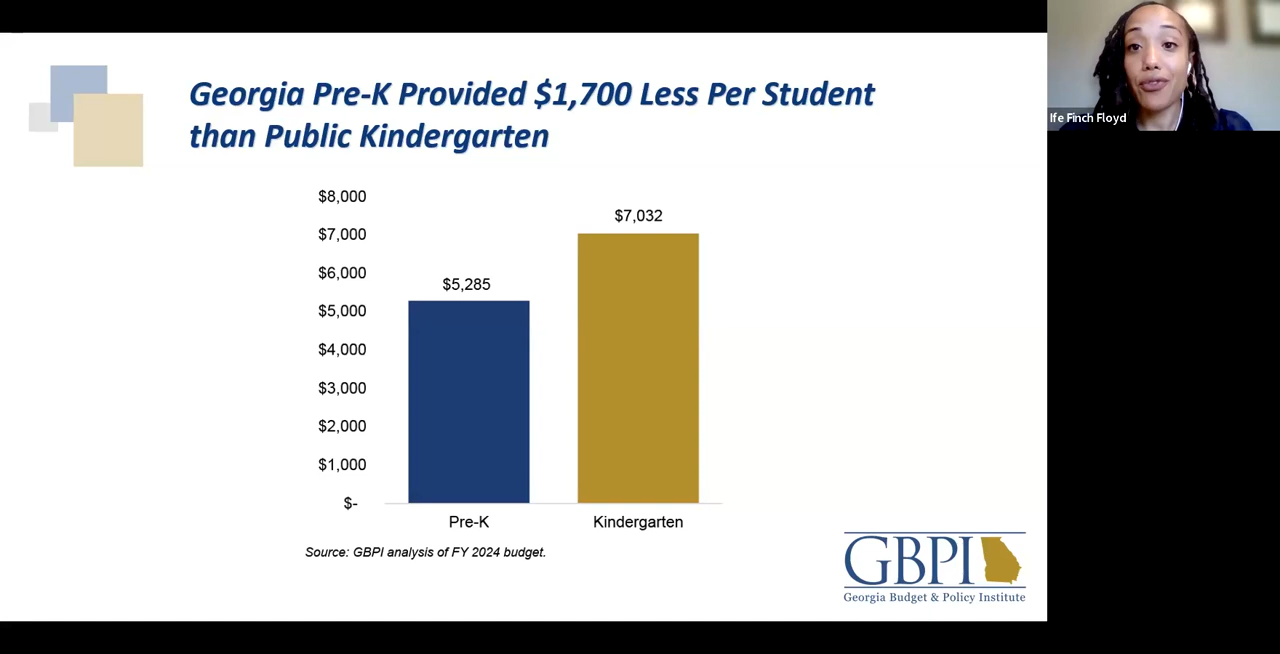 Georgia Pre-K Provided $1,700 Less Per Student
than Public Kindergarten
Ife Finch Floyd
$8,000
$7,000
$6,000
$5,000
$4,000
$3,000
$2,000
$1,000
$-
$5,285
$7,032
Pre-K
Kindergarten
Source: GBPI analysis of FY 2024 budget.
GBPI
Georgia Budget & Policy Institute